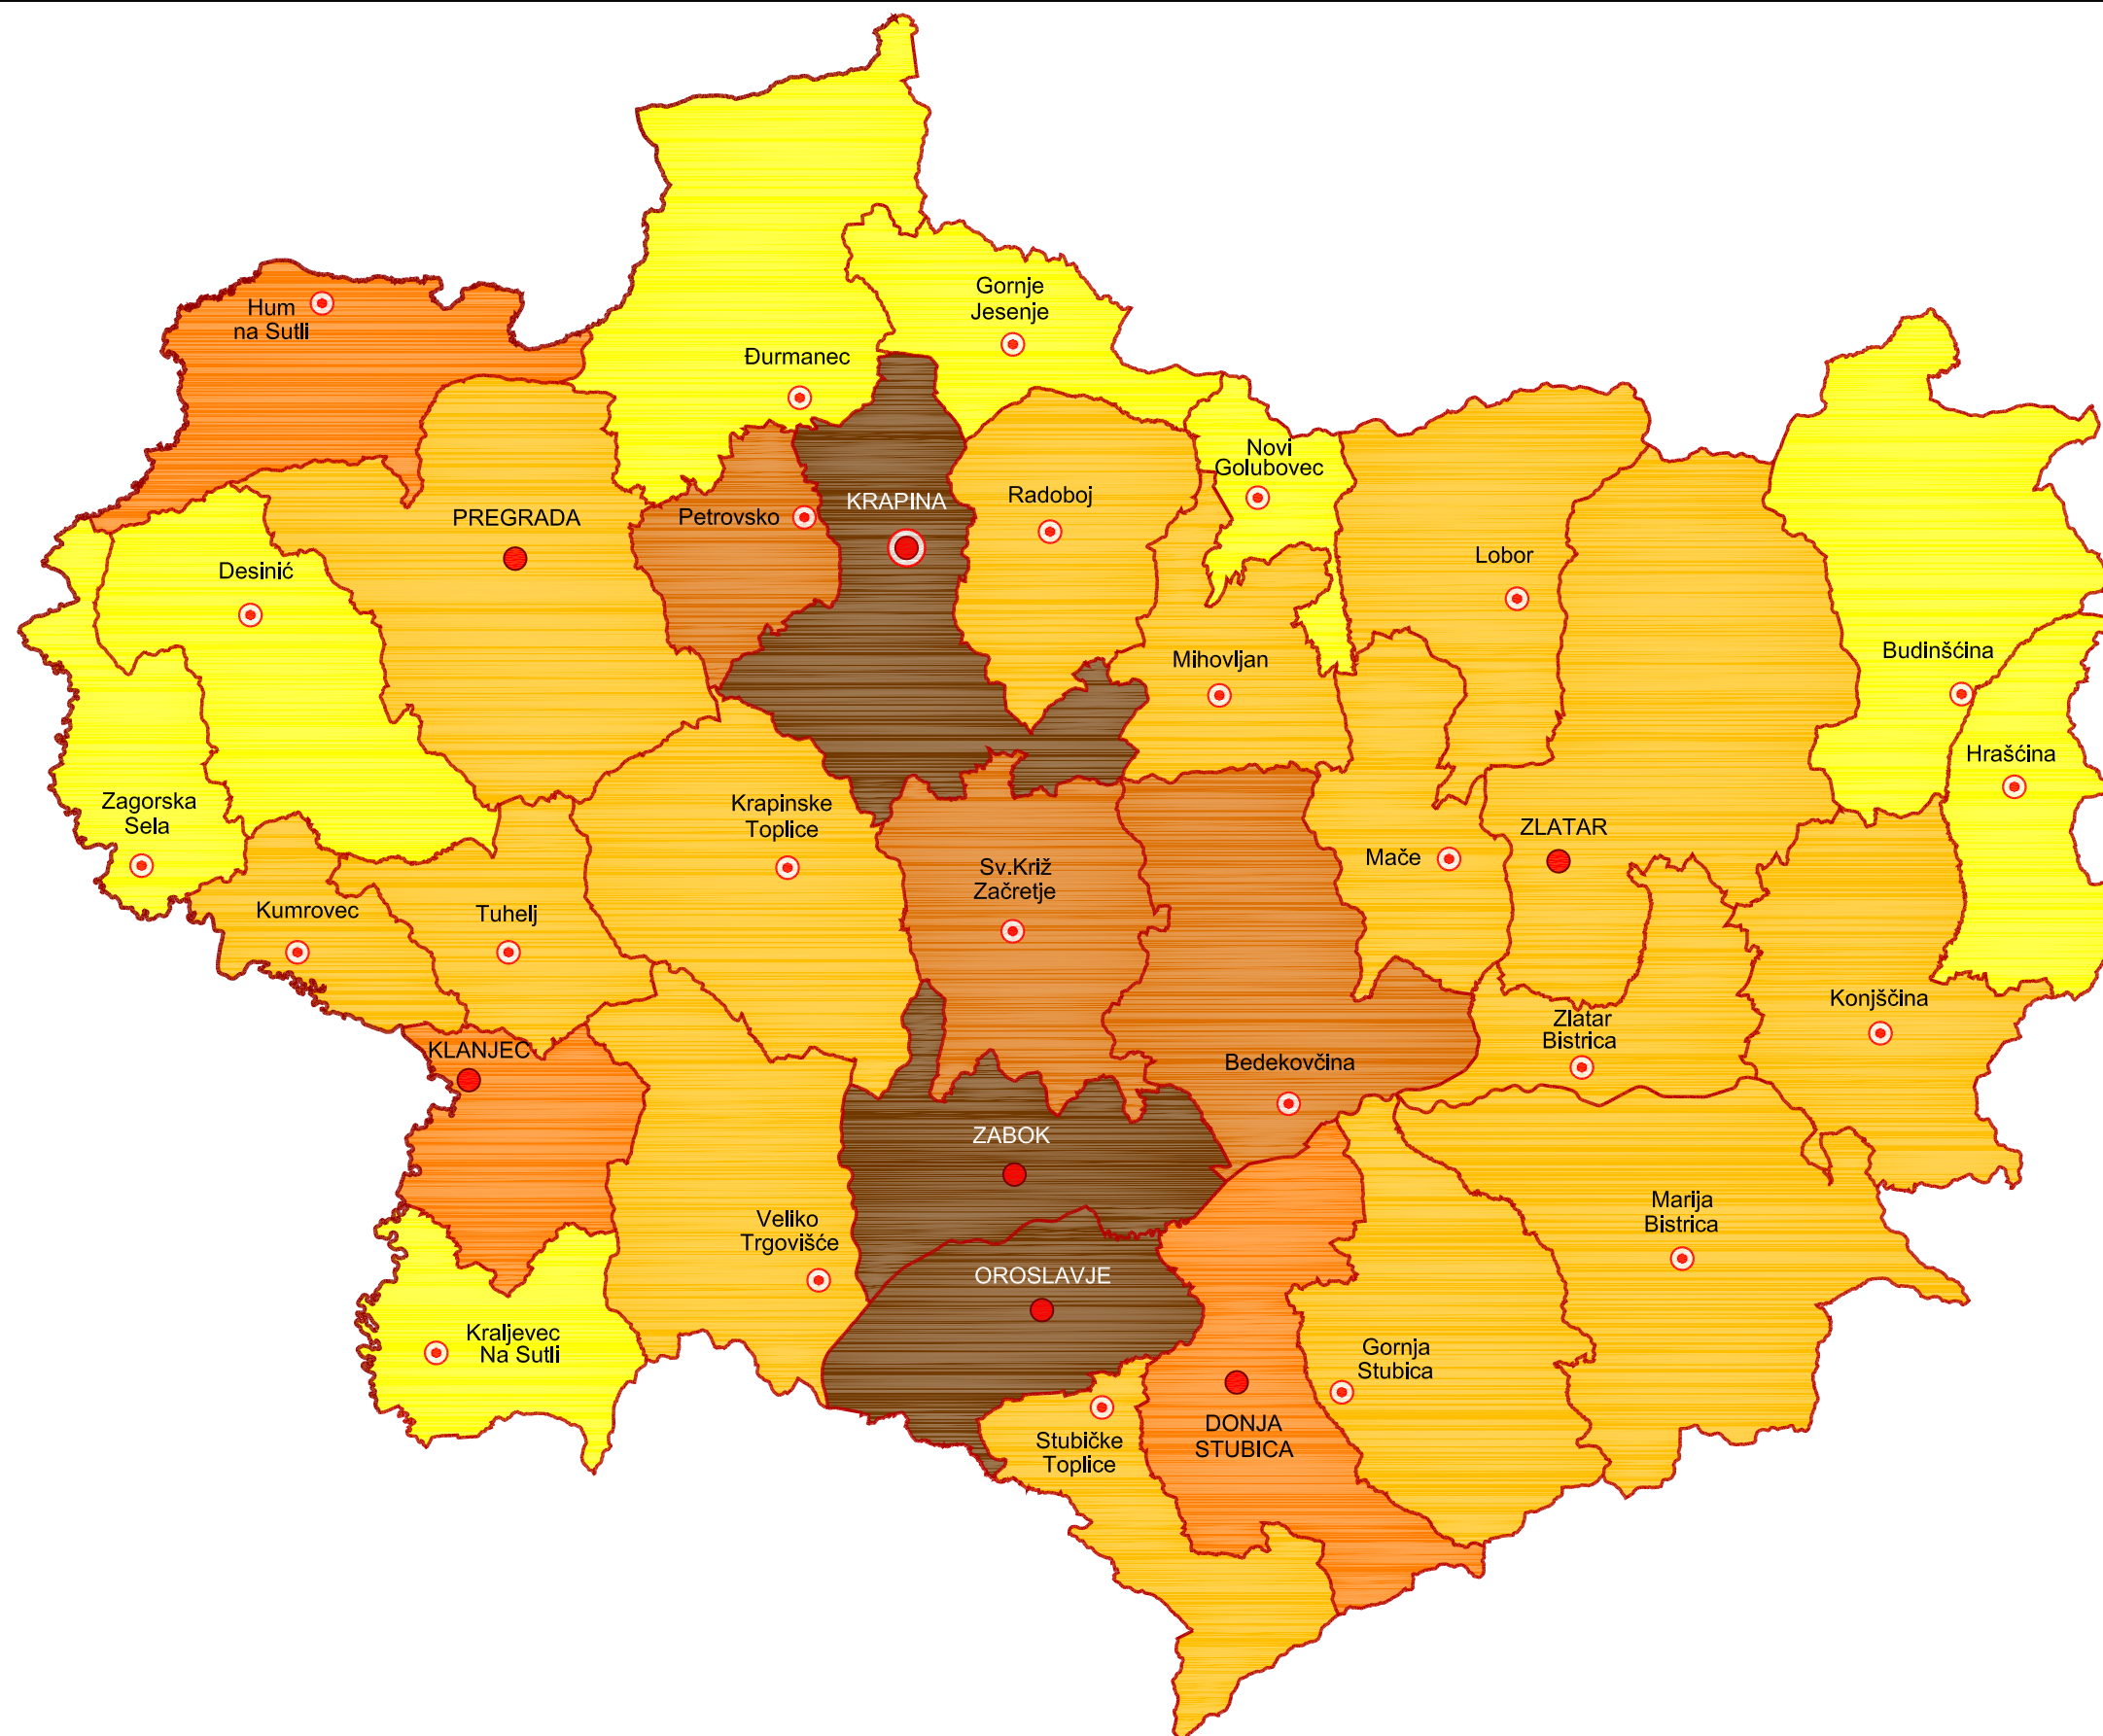 Gornje
Jesenje
Hum
na Sutli
Đurmanec
Novi
Golubovec
Radoboj
KRAPINA
PREGRADA
Petrovsko
Lobor
Desinić
Budinšćina
Mihovljan
Hrašćina
Zagorska
Sela
Krapinske
Toplice
ZLATAR
Mače
Sv.Križ
Začretje
Kumrovec
Tuhelj
Konjščina
Zlatar
Bistrica
KLANJEC
Bedekovčina
ZABOK
Marija
Bistrica
Veliko
Trgovišće
OROSLAVJE
Kraljevec
Na Sutli
Gornja
Stubica
DONJA
STUBICA
Stubičke
Toplice